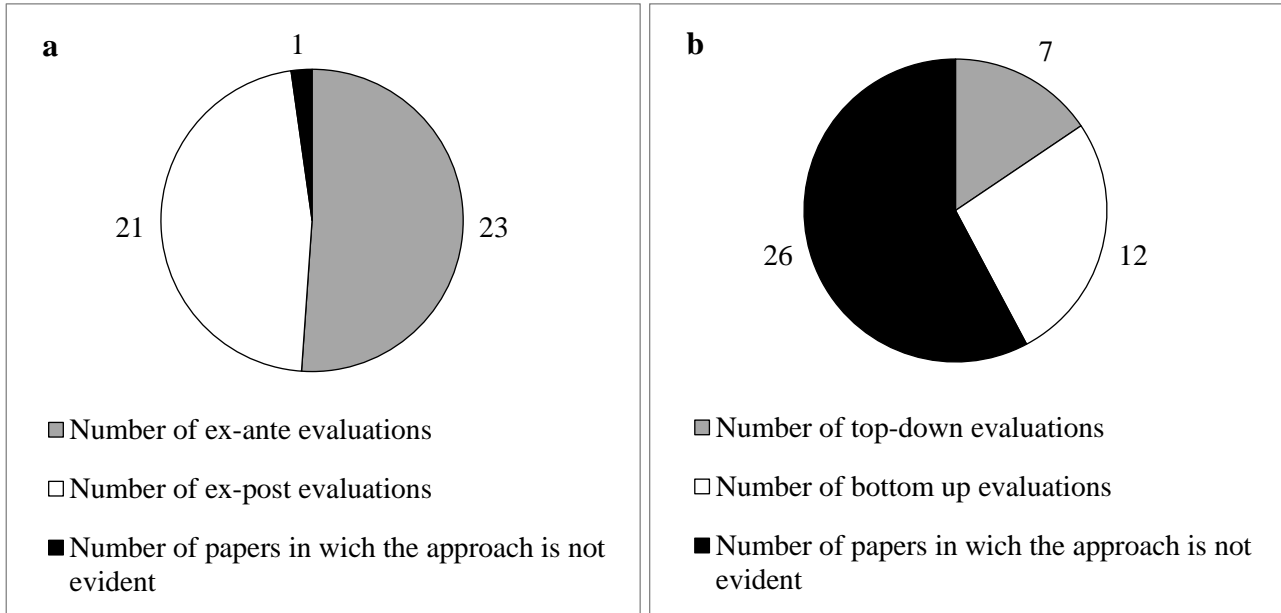 a
1
21
23
Number of ex-ante evaluations
Number of ex-post evaluations
Number of papers in wich the approach is not
evident
b
7
26
12
Number of top-down evaluations
Number of bottom up evaluations
Number of papers in wich the approach is not
evident